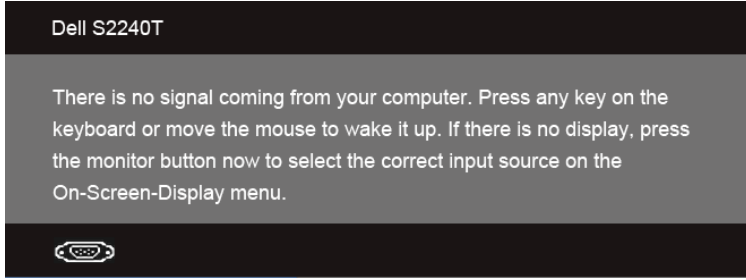 Dell S2240T
There is no signal coming from your computer. Press any key on the
keyboard or move the mouse to wake it up. If there is no display, press
the monitor button now to select the correct input source on the
On-Screen-Display menu.